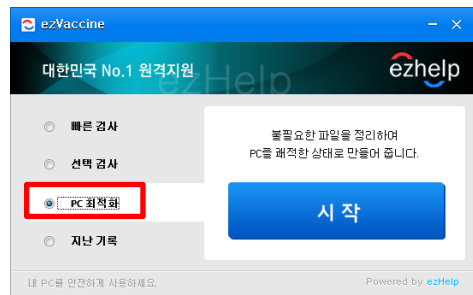 ezVaccine
대한민국 No.1 원격지원
ezHelp
ezhelp
빠른 검사
선택 검사
PC 최적화
지난 기록
불필요한 파일을 정리하여
PC를 쾌적한 상태로 만들어 줍니다.
시작
내 PC를 안전하게 사용하세요.
Powered by ezHelp